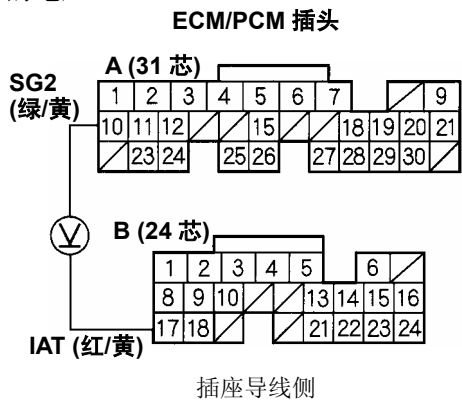 ECM/PCM 插头
A (31 芯)
SG2
(绿/黄)
1 2 3 4 5 6 7 9
10 11 12 15 18 19 20 21
23 24 25 26 27 28 29 30
V
B (24 芯)
1 2 3 4 5 6
8 9 10 13 14 15 16
17 18 21 22 23 24
IAT (红/黄)
插座导线侧